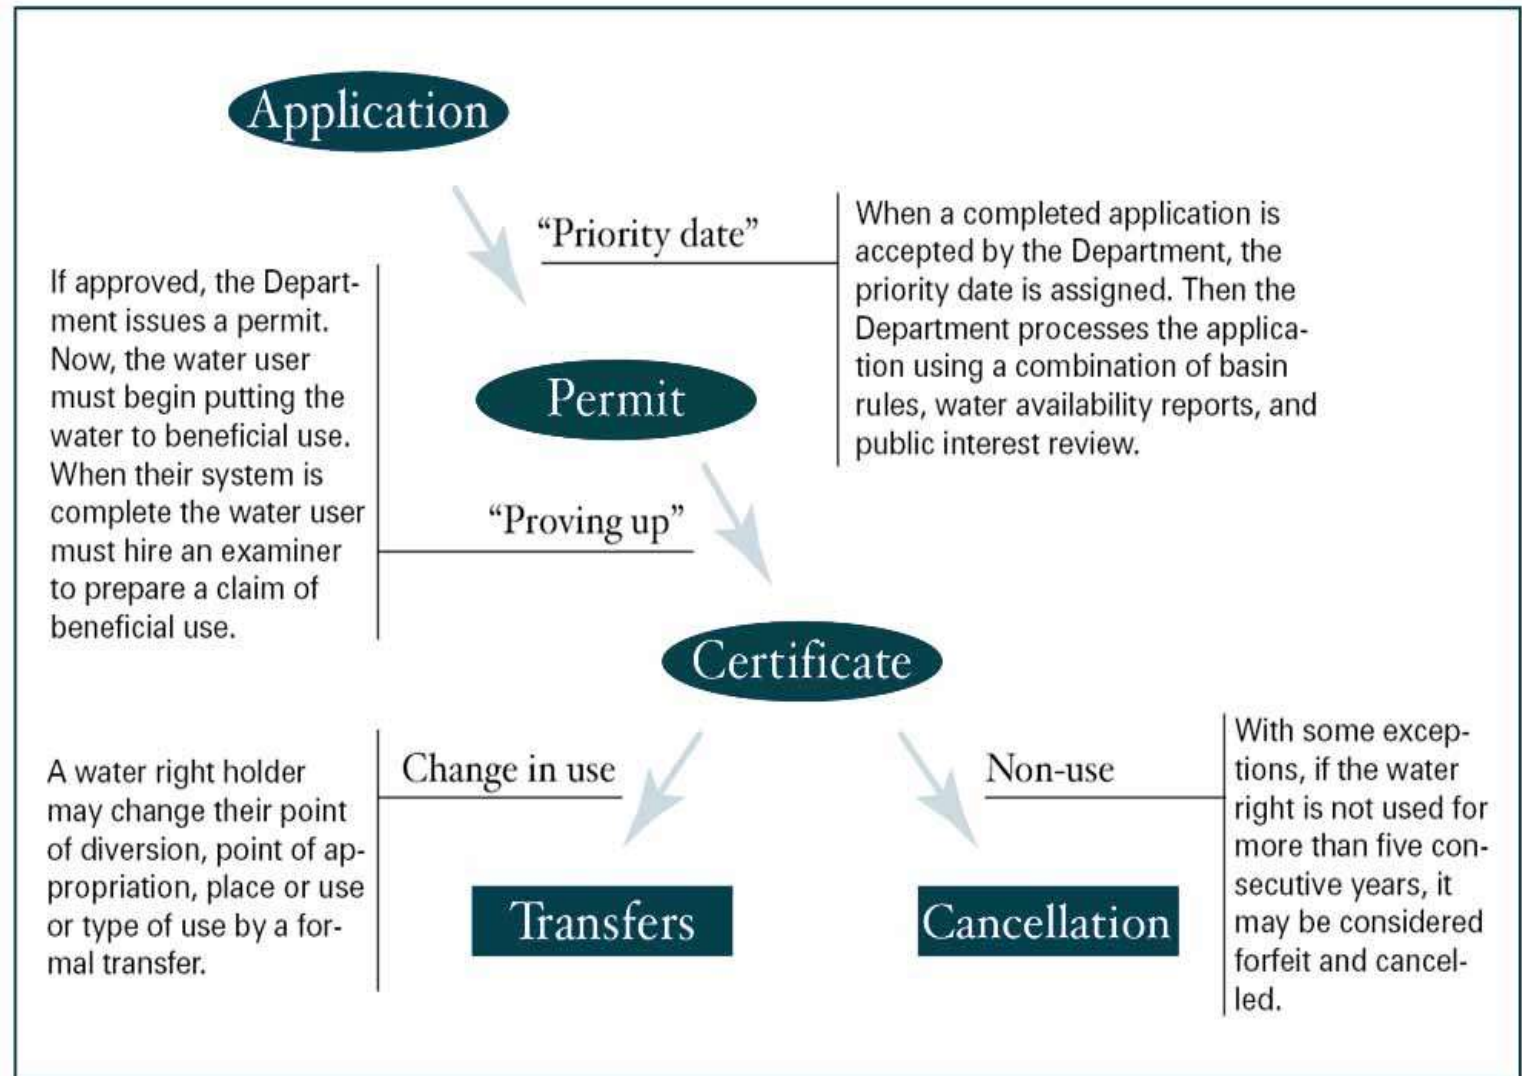 Application
“Priority date”
When a completed application is
accepted by the Department, the
priority date is assigned. Then the
Department processes the applica-
tion using a combination of basin
rules, water availability reports, and
public interest review.
If approved, the Depart-
ment issues a permit.
Now, the water user
must begin putting the
water to beneficial use.
When their system is
complete the water user
must hire an examiner
to prepare a claim of
beneficial use.
Permit
“Proving up”
Certificate
A water right holder
may change their point
of diversion, point of ap-
propriation, place or use
or type of use by a for-
mal transfer.
Change in use
Transfers
Non-use
Cancellation
With some excep-
tions, if the water
right is not used for
more than five con-
secutive years, it
may be considered
forfeit and cancel-
led.